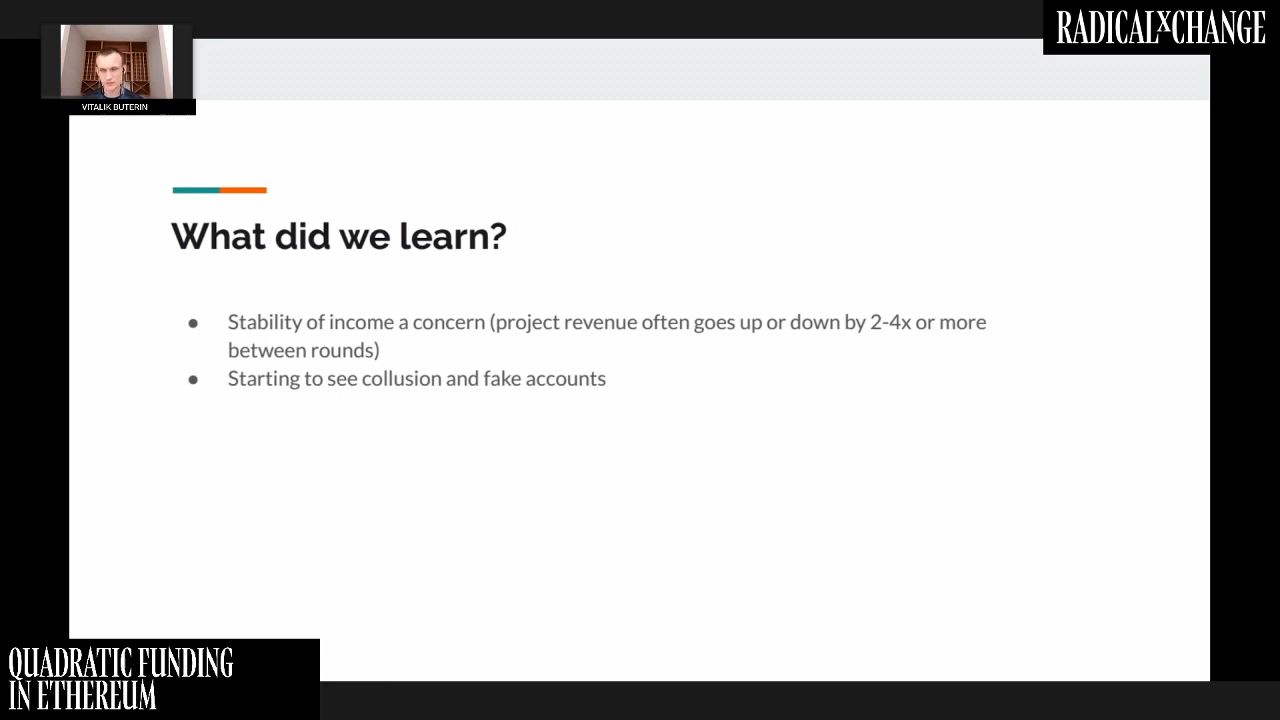 RADICALXCHANGE
VITALIK BUTERIN
What did we learn?
● Stability of income a concern (project revenue often goes up or down by 2-4x or more
between rounds)
● Starting to see collusion and fake accounts
QUADRATIC FUNDING
IN ETHEREUM